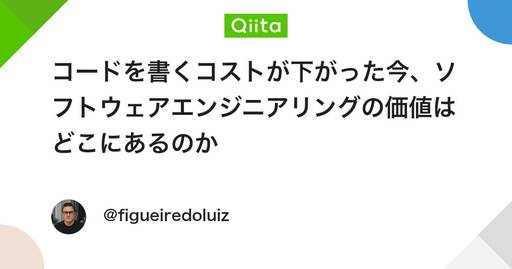 Qiita
コードを書くコストが下がった今、ソ
フトウェアエンジニアリングの価値は
どこにあるのか
@figueiredoluiz